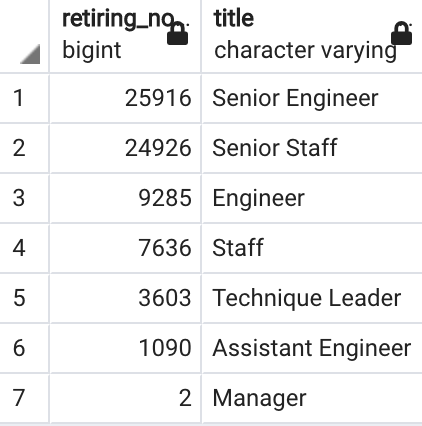 retiring_no. title
bigint character varying
1 25916 Senior Engineer
2 24926 Senior Staff
3 9285 Engineer
4 7636 Staff
5 3603 Technique Leader
6 1090 Assistant Engineer
7 2 Manager